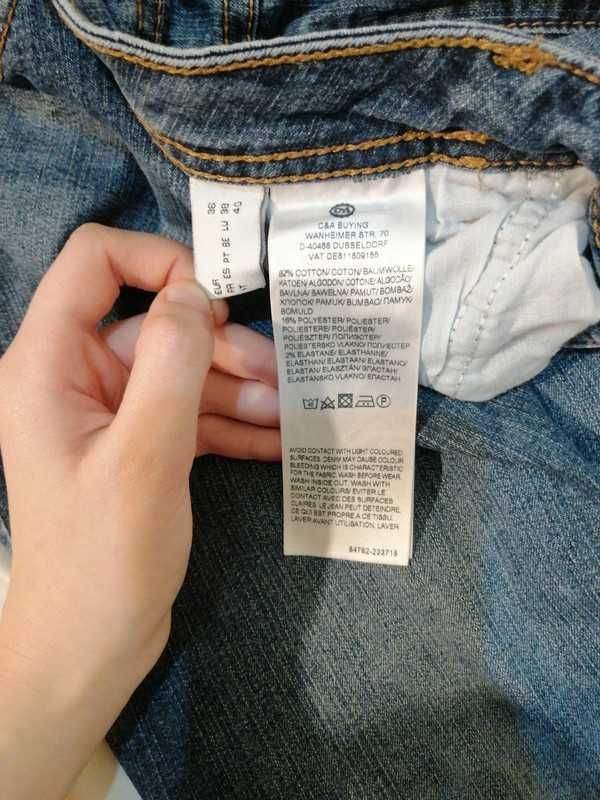 EUR 36
FR ES PT BE LU 38
IT 40
C&A
C&A BUYING
WANHEIMER STR. 70
D-40468 DUSSELDORF
VAT DE811809155
82% COTTON/ COTON/ BAUMWOLLE/
KATOEN/ ALGODON/ COTONE/ ALGODÃO/
BAVLNA/ BAWEŁNA/ PAMUT/ BOMBAŽ/
ХЛОПОК/ PAMUK/ BUMBAC/ ПАМУК/
BOMULD
16% POLYESTER/ POLIESTER/
POLIESTERE/ POLIÉSTER/
POLIÉSZTER/ ПОЛИЭСТЕР/
POLIESTERSKO VLAKNO/ ПОЛИЕСТЕР
2% ELASTANE/ ELASTHANNE/
ELASTHAN/ ELASTAAN/ ELASTANO/
ELASTAN/ ELASZTÁN/ ЭЛАСТАН/
ELASTANSKO VLAKNO/ ЕЛАСТАН
P
AVOID CONTACT WITH LIGHT COLOURED
SURFACES. DENIM MAY CAUSE COLOUR
BLEEDING WHICH IS CHARACTERISTIC
FOR THE FABRIC. WASH BEFORE WEAR.
WASH INSIDE OUT. WASH WITH
SIMILAR COLOURS/ EVITER LE
CONTACT AVEC DES SURFACES
CLAIRES. LE JEAN PEUT DETEINDRE,
CE QUI EST PROPRE A CE TISSU.
LAVER AVANT UTILISATION. LAVER
84762-233715